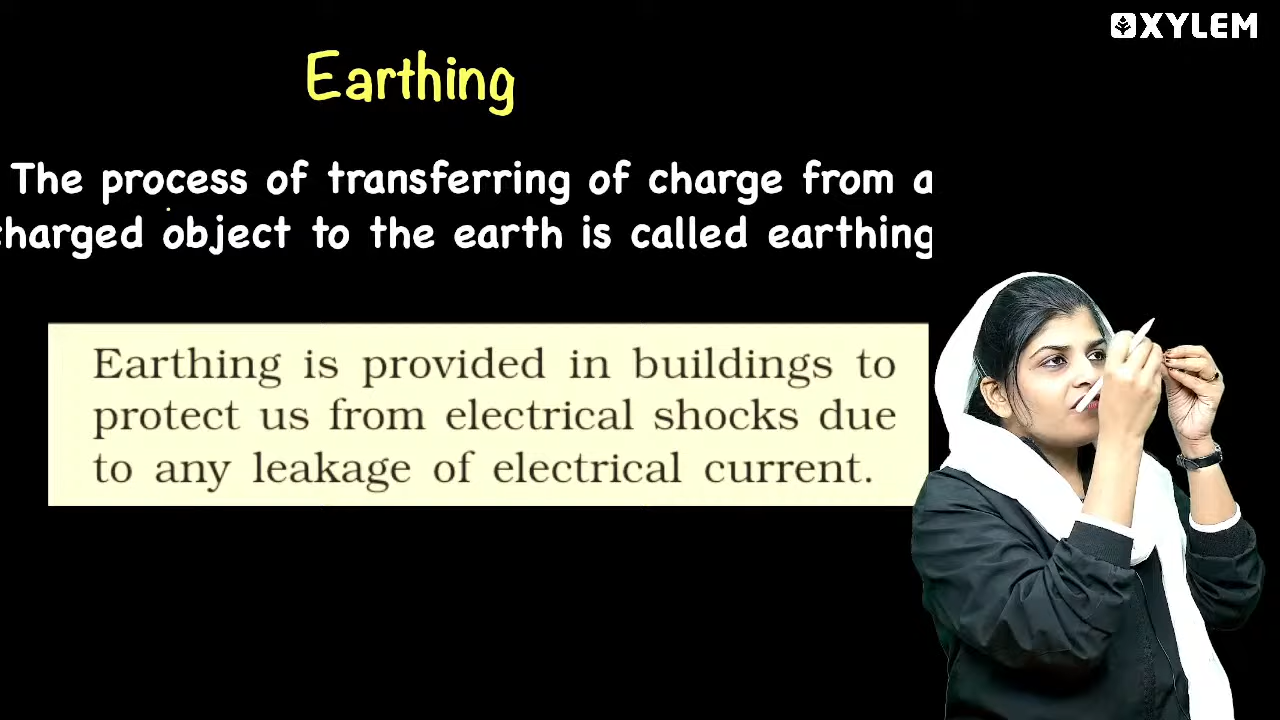 XYLEM
Earthing
The process of transferring of charge from a
charged object to the earth is called earthing
Earthing is provided in buildings to
protect us from electrical shocks due
to any leakage of electrical current.